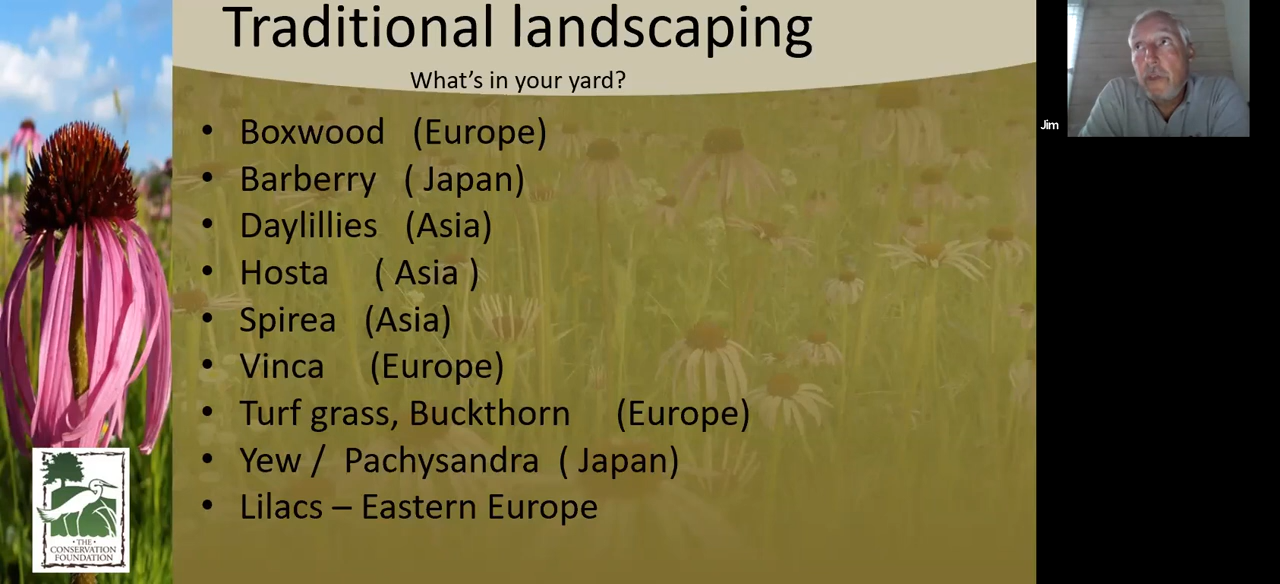 Traditional landscaping
What's in your yard?
• Boxwood (Europe)
• Barberry ( Japan)
• Daylillies (Asia)
• Hosta ( Asia )
• Spirea (Asia)
• Vinca (Europe)
• Turf grass, Buckthorn (Europe)
• Yew / Pachysandra ( Japan)
• Lilacs – Eastern Europe
• THE •
CONSERVATION
FOUNDATION
Jim